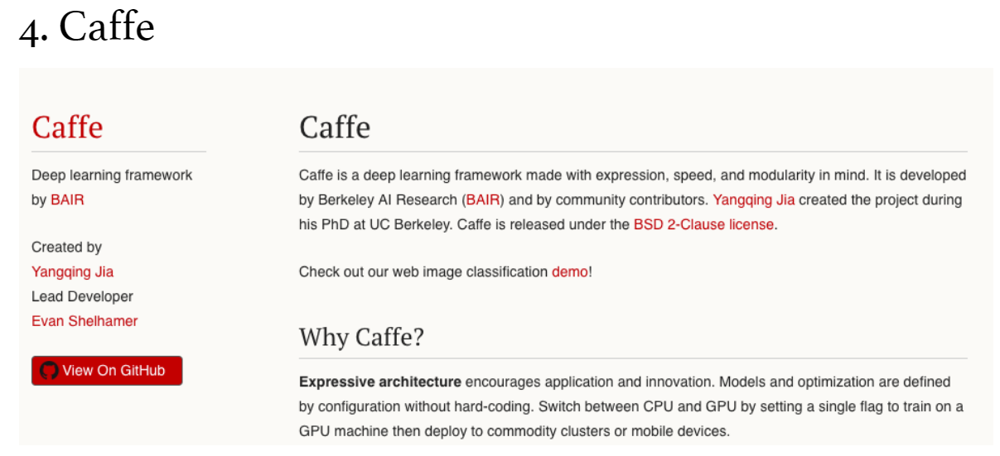 4. Caffe
Caffe
Deep learning framework
by BAIR
Created by
Yangqing Jia
Lead Developer
Evan Shelhamer
View On GitHub
Caffe
Caffe is a deep learning framework made with expression, speed, and modularity in mind. It is developed
by Berkeley AI Research (BAIR) and by community contributors. Yangqing Jia created the project during
his PhD at UC Berkeley. Caffe is released under the BSD 2-Clause license.
Check out our web image classification demo!
Why Caffe?
Expressive architecture encourages application and innovation. Models and optimization are defined
by configuration without hard-coding. Switch between CPU and GPU by setting a single flag to train on a
GPU machine then deploy to commodity clusters or mobile devices.